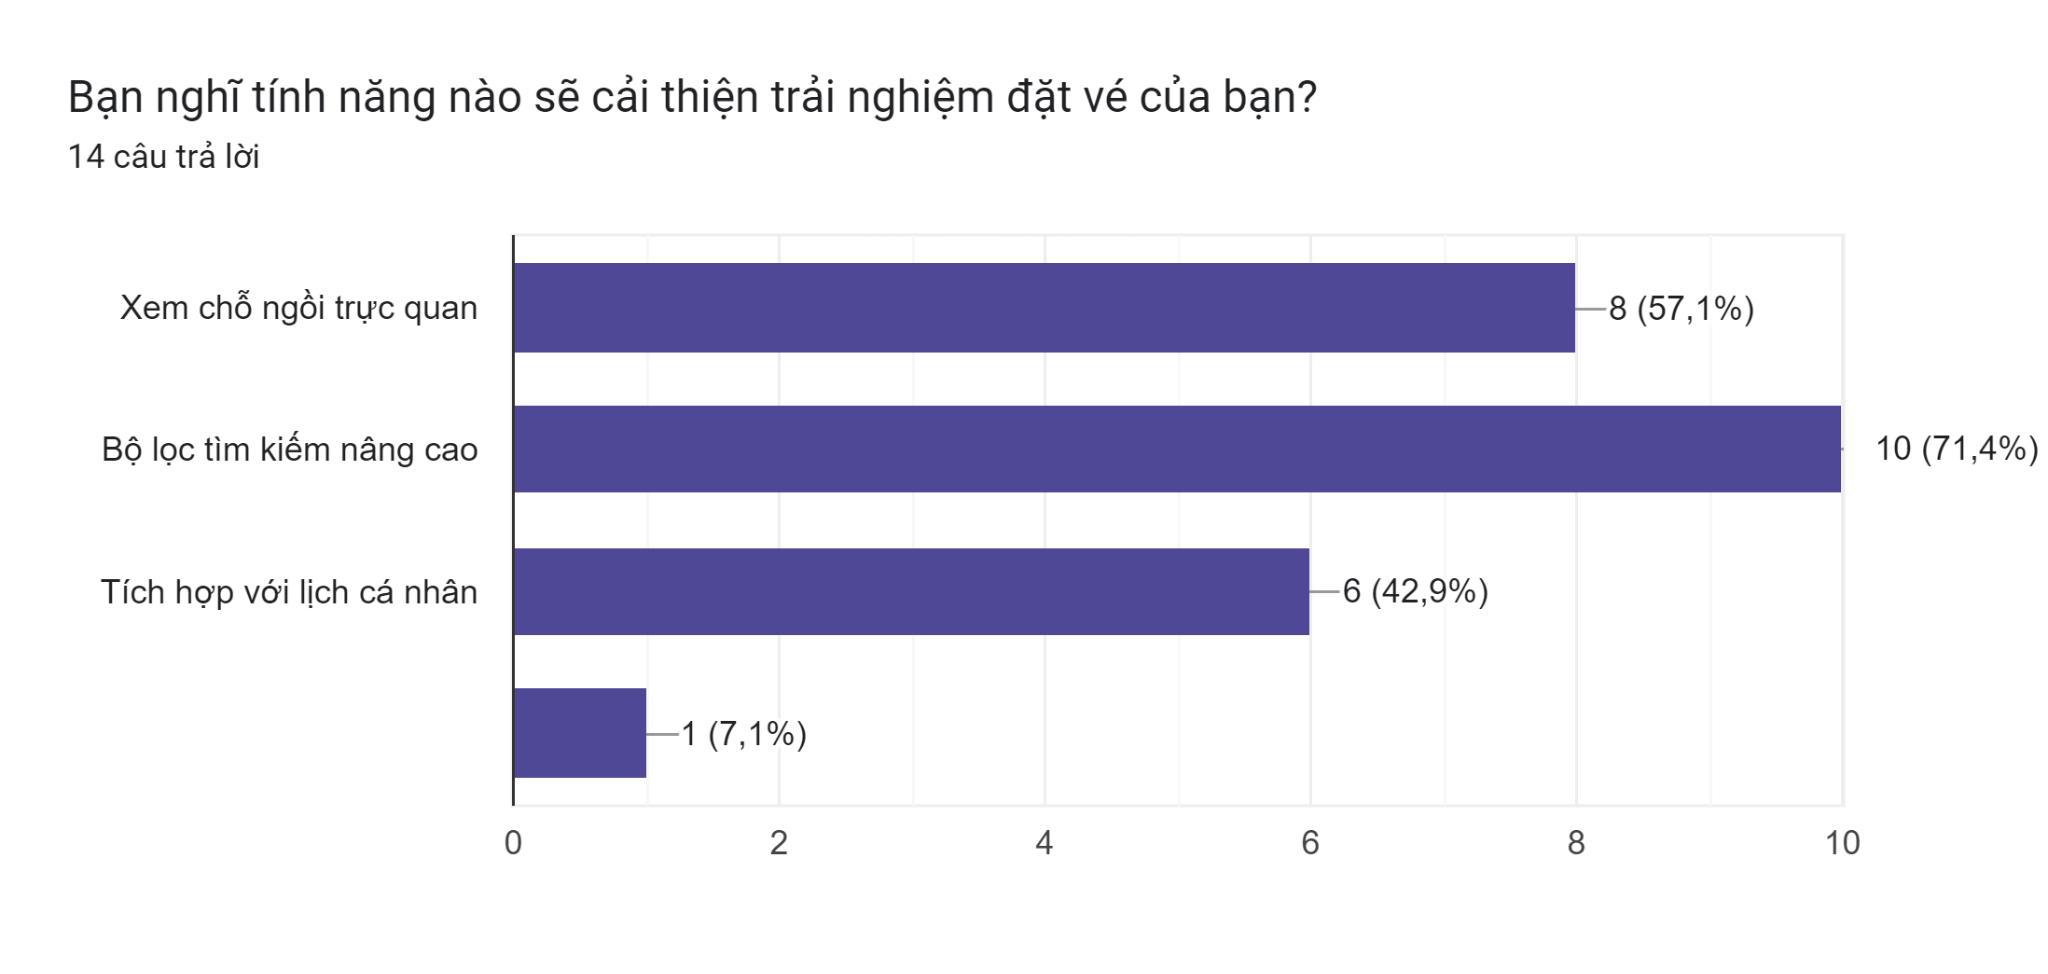 Bạn nghĩ tính năng nào sẽ cải thiện trải nghiệm đặt vé của bạn?
14 câu trả lời
Xem chỗ ngồi trực quan
8 (57,1%)
Bộ lọc tìm kiếm nâng cao
10 (71,4%)
Tích hợp với lịch cá nhân
6 (42,9%)
1 (7,1%)
0 2 4 6 8 10